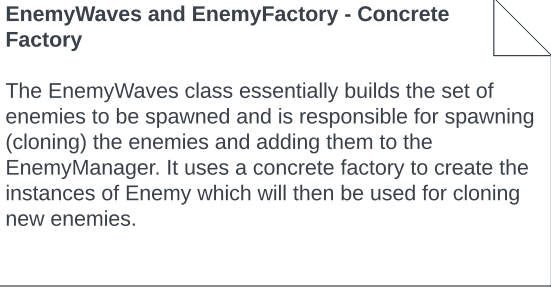 EnemyWaves and EnemyFactory - Concrete
Factory
The EnemyWaves class essentially builds the set of
enemies to be spawned and is responsible for spawning
(cloning) the enemies and adding them to the
EnemyManager. It uses a concrete factory to create the
instances of Enemy which will then be used for cloning
new enemies.